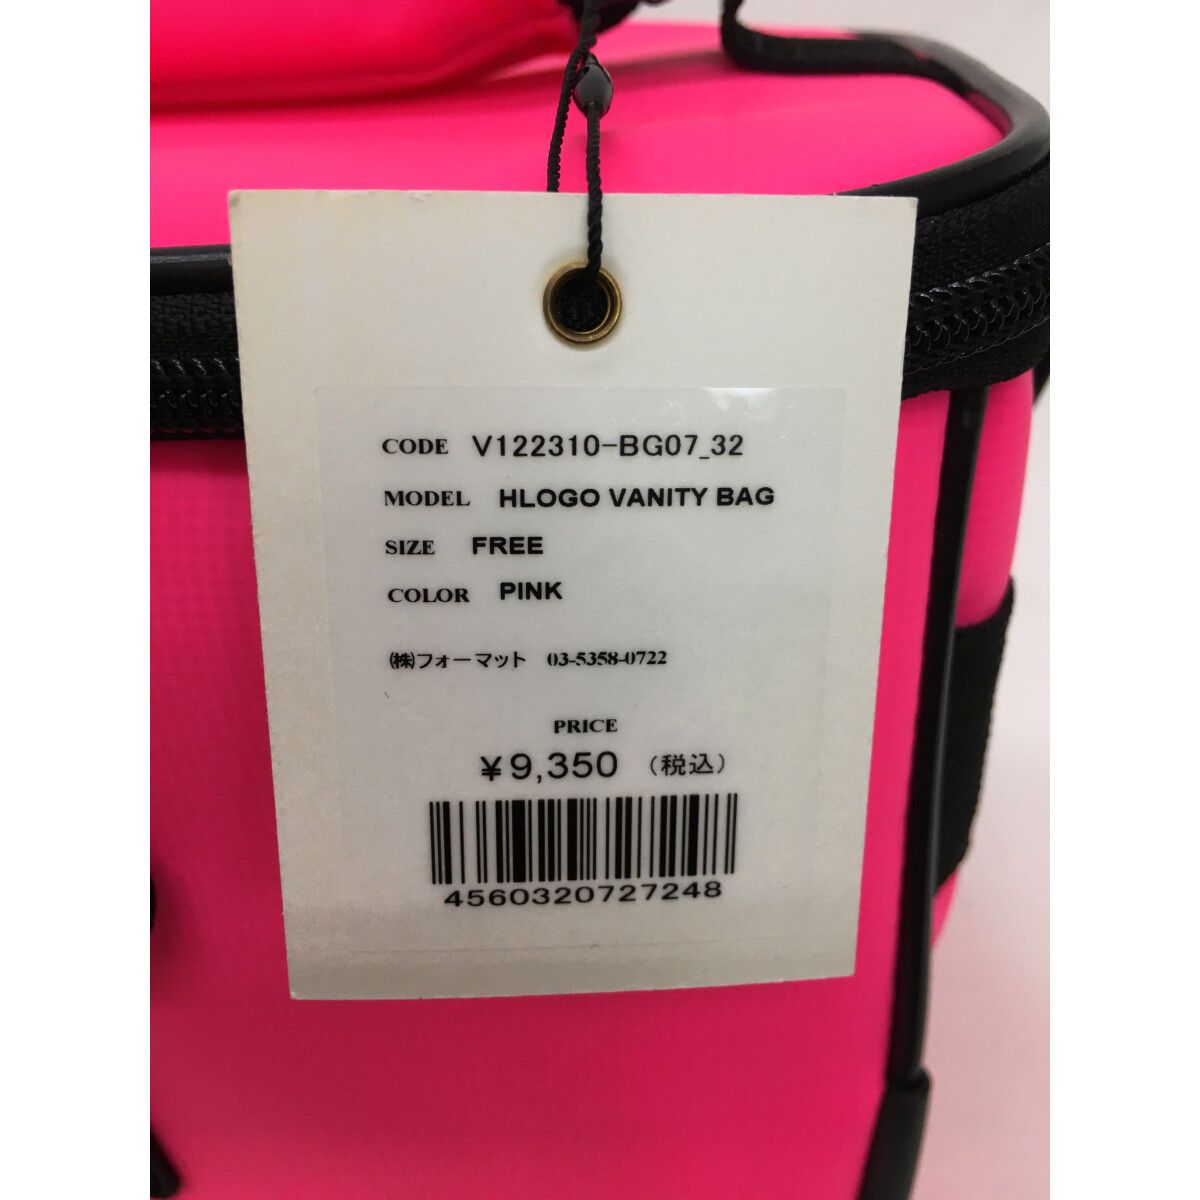 CODE V122310-BG07_32
MODEL HLOGO VANITY BAG
SIZE FREE
COLOR PINK
㈱フォーマット 03-5358-0722
PRICE
¥9,350 (税込)
4560320727248